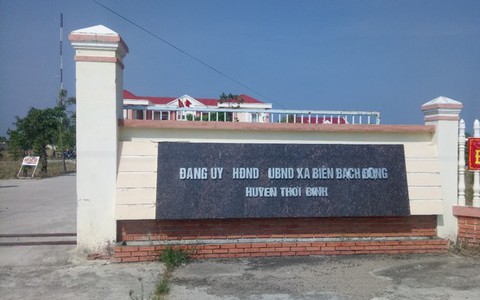 ĐẢNG ỦY HĐND UBND XÃ BIỂN BẠCH ĐÔNG
HUYỆN THỚI BÌNH